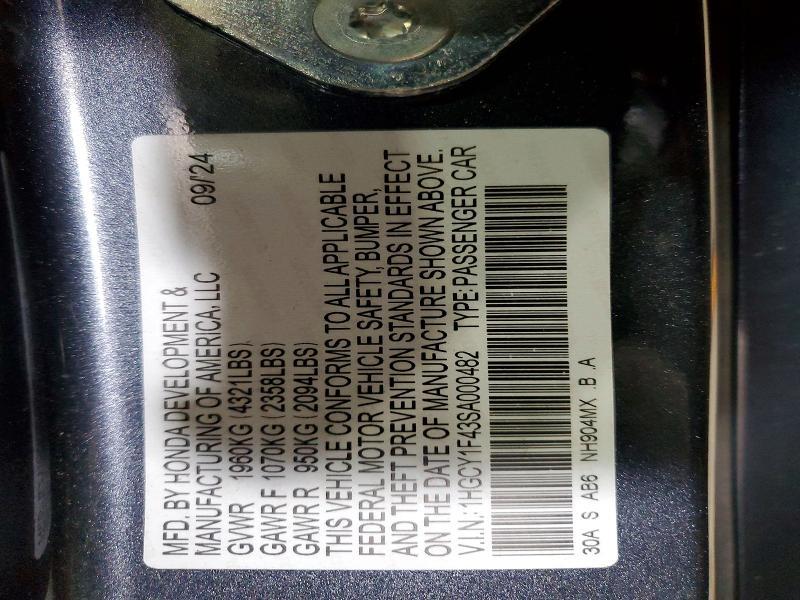 MFD. BY HONDA DEVELOPMENT &
MANUFACTURING OF AMERICA, LLC 09/'24
GVWR 1960KG (4321LBS)
GAWR F 1070KG (2358LBS)
GAWR R 950KG (2094LBS)
THIS VEHICLE CONFORMS TO ALL APPLICABLE
FEDERAL MOTOR VEHICLE SAFETY, BUMPER,
AND THEFT PREVENTION STANDARDS IN EFFECT
ON THE DATE OF MANUFACTURE SHOWN ABOVE.
V.I.N.: 1HGCY1F43SA000482 TYPE: PASSENGER CAR
30A S AB6 NH904MX .B .A